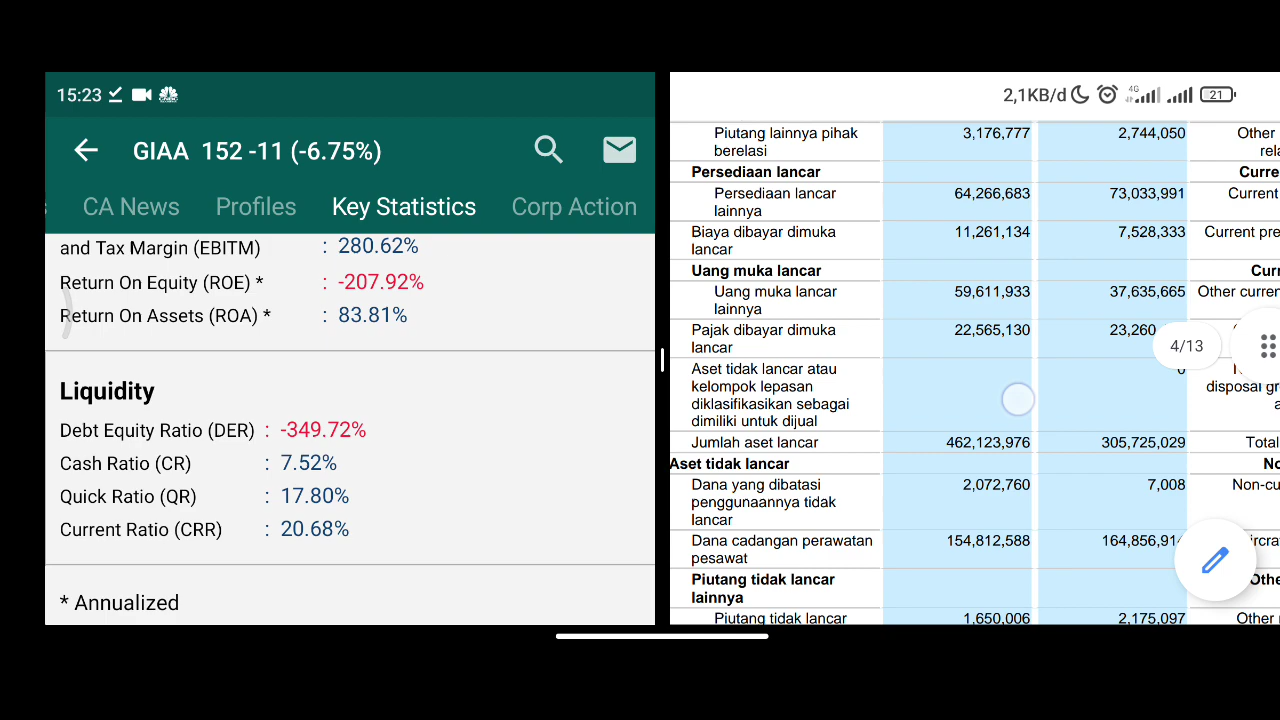 15:23
GIAA 152 -11 (-6.75%)
CA News Profiles Key Statistics Corp Action
and Tax Margin (EBITM) : 280.62%
Return On Equity (ROE) * : -207.92%
Return On Assets (ROA) * : 83.81%
Liquidity
Debt Equity Ratio (DER) : -349.72%
Cash Ratio (CR) : 7.52%
Quick Ratio (QR) : 17.80%
Current Ratio (CRR) : 20.68%
* Annualized
2,1KB/d 4G 21
Piutang lainnya pihak 3,176,777 2,744,050 Other
berelasi
Persediaan lancar
Persediaan lancar 64,266,683 73,033,991 Current
lainnya
Biaya dibayar dimuka 11,261,134 7,528,333 Current
lancar
Uang muka lancar
Uang muka lancar 59,611,933 37,635,665 Other
lainnya
Pajak dibayar dimuka 22,565,130 23,260
lancar
4/13
Aset tidak lancar atau
kelompok lepasan disposal
diklasifikasikan sebagai
dimiliki untuk dijual
Jumlah aset lancar 462,123,976 305,725,029 Total
Aset tidak lancar
Dana yang dibatasi 2,072,760 7,008
penggunaannya tidak
lancar
Dana cadangan perawatan 154,812,588 164,856,91
pesawat
Piutang tidak lancar
lainnya
Piutang tidak lancar 1,650,006 2,175,097 Other